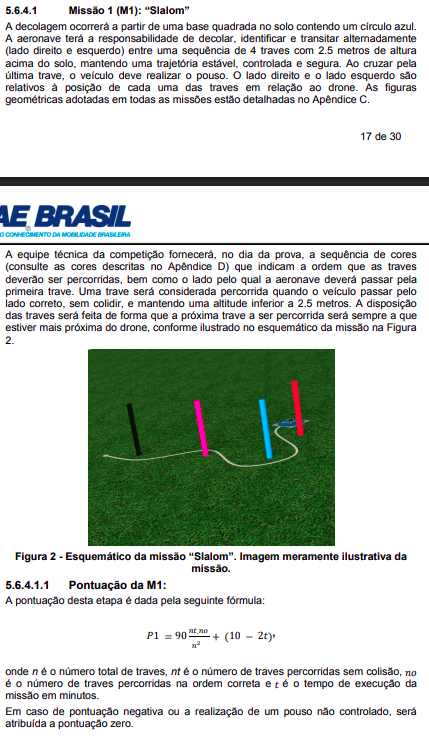 5.6.4.1 Missão 1 (M1): “Slalom”
A decolagem ocorrerá a partir de uma base quadrada no solo contendo um círculo azul.
A aeronave terá a responsabilidade de decolar, identificar e transitar alternadamente
(lado direito e esquerdo) entre uma sequência de 4 traves com 2.5 metros de altura
acima do solo, mantendo uma trajetória estável, controlada e segura. Ao cruzar pela
última trave, o veículo deve realizar o pouso. O lado direito e o lado esquerdo são
relativos à posição de cada uma das traves em relação ao drone. As figuras
geométricas adotadas em todas as missões estão detalhadas no Apêndice C.
17 de 30
AE BRASIL
O CONHECIMENTO DA MOBILIDADE BRASILEIRA
A equipe técnica da competição fornecerá, no dia da prova, a sequência de cores
(consulte as cores descritas no Apêndice D) que indicam a ordem que as traves
deverão ser percorridas, bem como o lado pelo qual a aeronave deverá passar pela
primeira trave. Uma trave será considerada percorrida quando o veículo passar pelo
lado correto, sem colidir, e mantendo uma altitude inferior a 2.5 metros. A disposição
das traves será feita de forma que a próxima trave a ser percorrida será sempre a que
estiver mais próxima do drone, conforme ilustrado no esquemático da missão na Figura
2.
Figura 2 - Esquemático da missão “Slalom”. Imagem meramente ilustrativa da
missão.
5.6.4.1.1 Pontuação da M1:
A pontuação desta etapa é dada pela seguinte fórmula:
P1 = 90 nt.no/n² + (10 − 2t),
onde n é o número total de traves, nt é o número de traves percorridas sem colisão, no
é o número de traves percorridas na ordem correta e t é o tempo de execução da
missão em minutos.
Em caso de pontuação negativa ou a realização de um pouso não controlado, será
atribuída a pontuação zero.